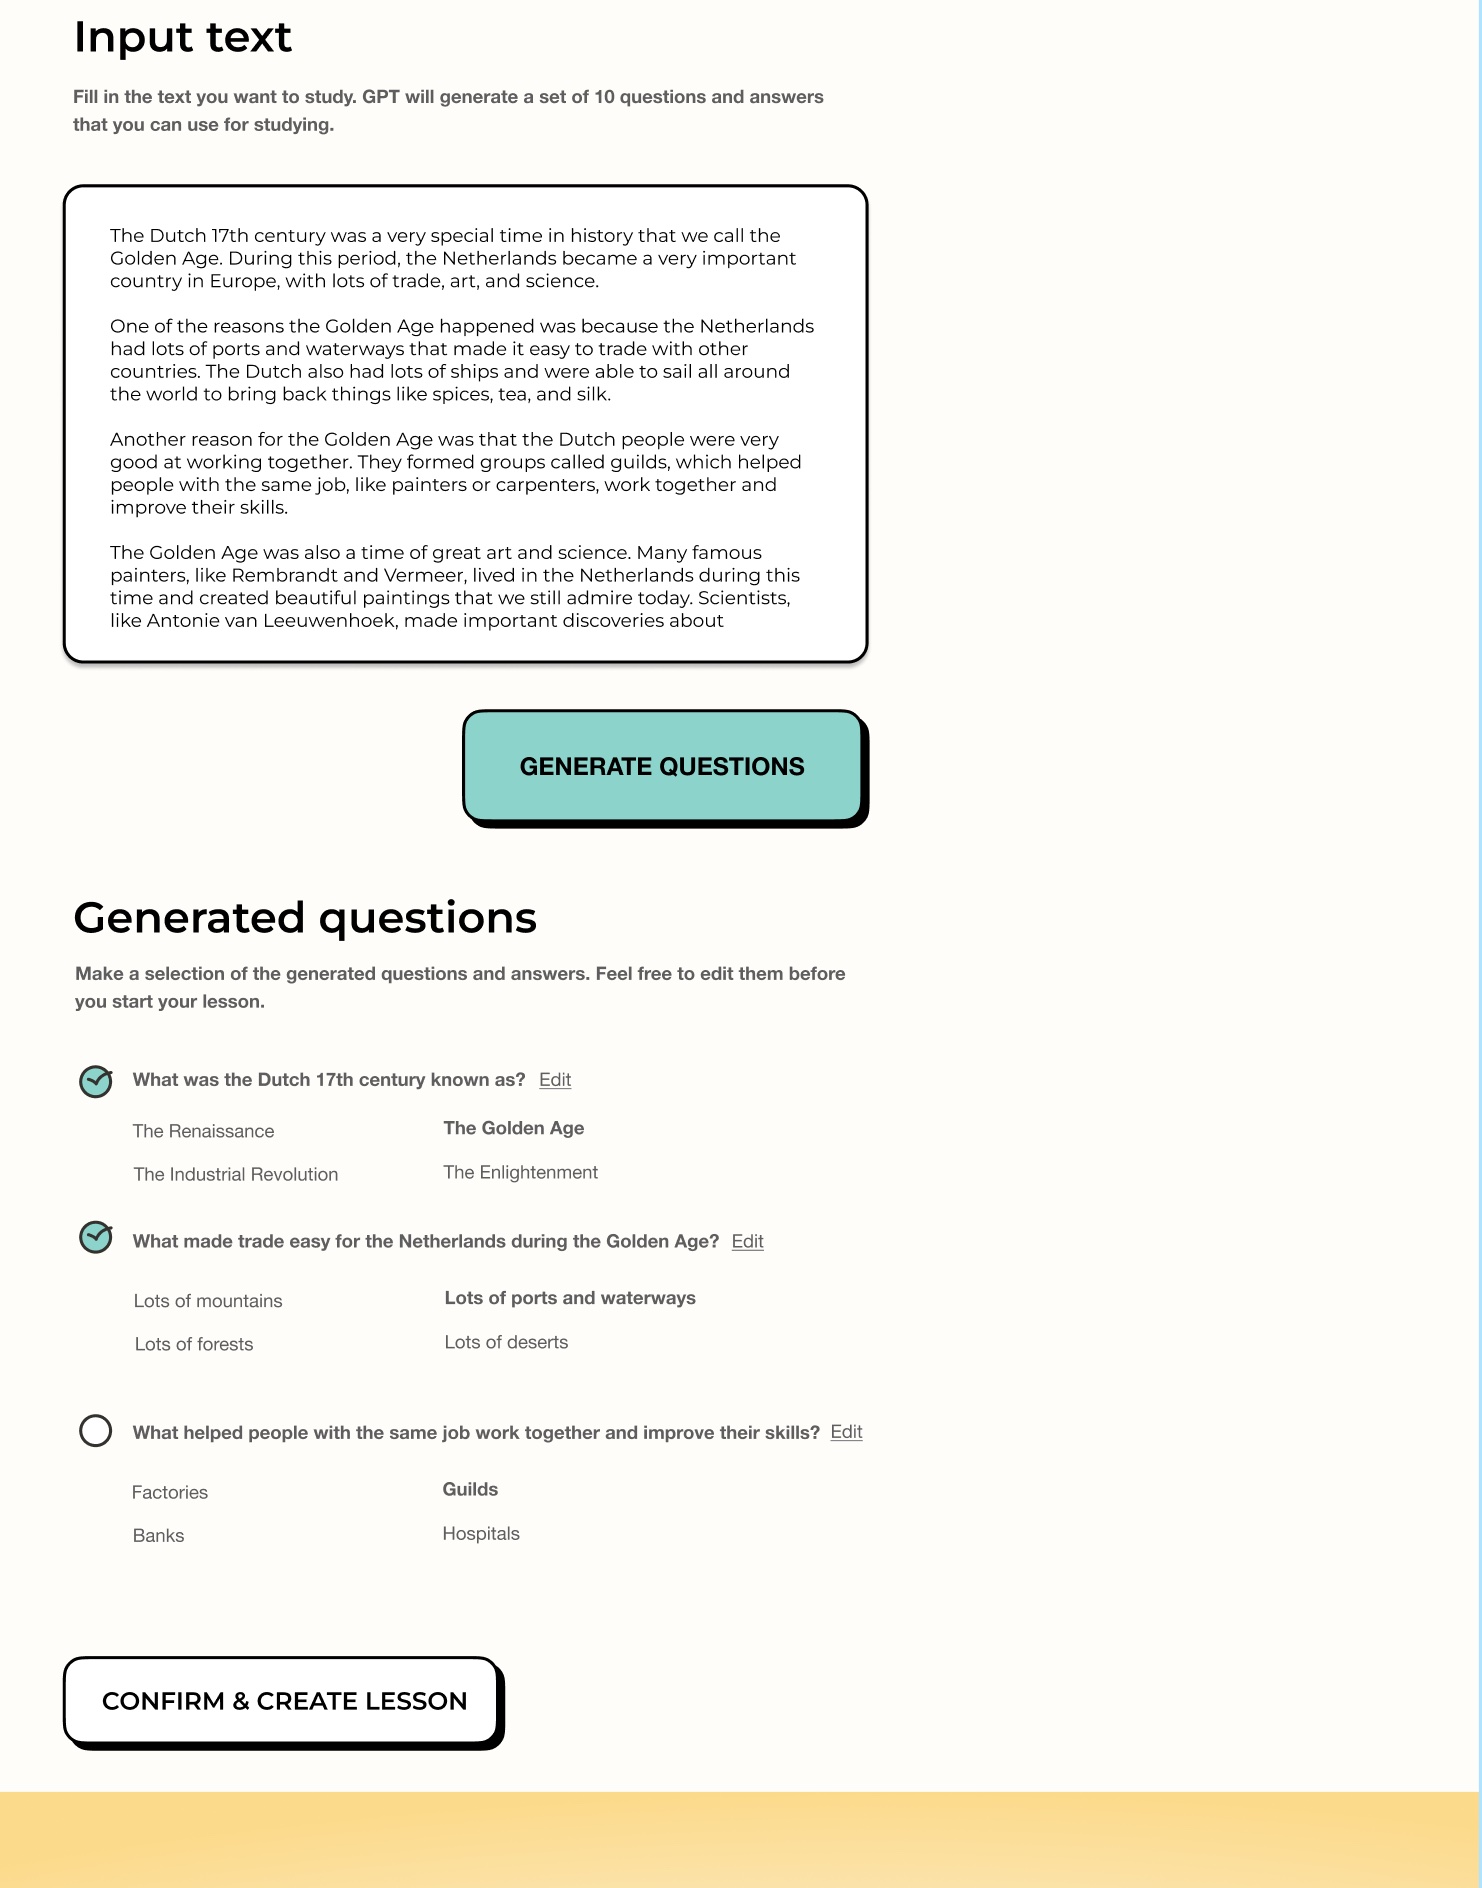 Input text
Fill in the text you want to study. GPT will generate a set of 10 questions and answers
that you can use for studying.
The Dutch 17th century was a very special time in history that we call the
Golden Age. During this period, the Netherlands became a very important
country in Europe, with lots of trade, art, and science.
One of the reasons the Golden Age happened was because the Netherlands
had lots of ports and waterways that made it easy to trade with other
countries. The Dutch also had lots of ships and were able to sail all around
the world to bring back things like spices, tea, and silk.
Another reason for the Golden Age was that the Dutch people were very
good at working together. They formed groups called guilds, which helped
people with the same job, like painters or carpenters, work together and
improve their skills.
The Golden Age was also a time of great art and science. Many famous
painters, like Rembrandt and Vermeer, lived in the Netherlands during this
time and created beautiful paintings that we still admire today. Scientists,
like Antonie van Leeuwenhoek, made important discoveries about
GENERATE QUESTIONS
Generated questions
Make a selection of the generated questions and answers. Feel free to edit them before
you start your lesson.
What was the Dutch 17th century known as? Edit
The Renaissance The Golden Age
The Industrial Revolution The Enlightenment
What made trade easy for the Netherlands during the Golden Age? Edit
Lots of mountains Lots of ports and waterways
Lots of forests Lots of deserts
What helped people with the same job work together and improve their skills? Edit
Factories Guilds
Banks Hospitals
CONFIRM & CREATE LESSON